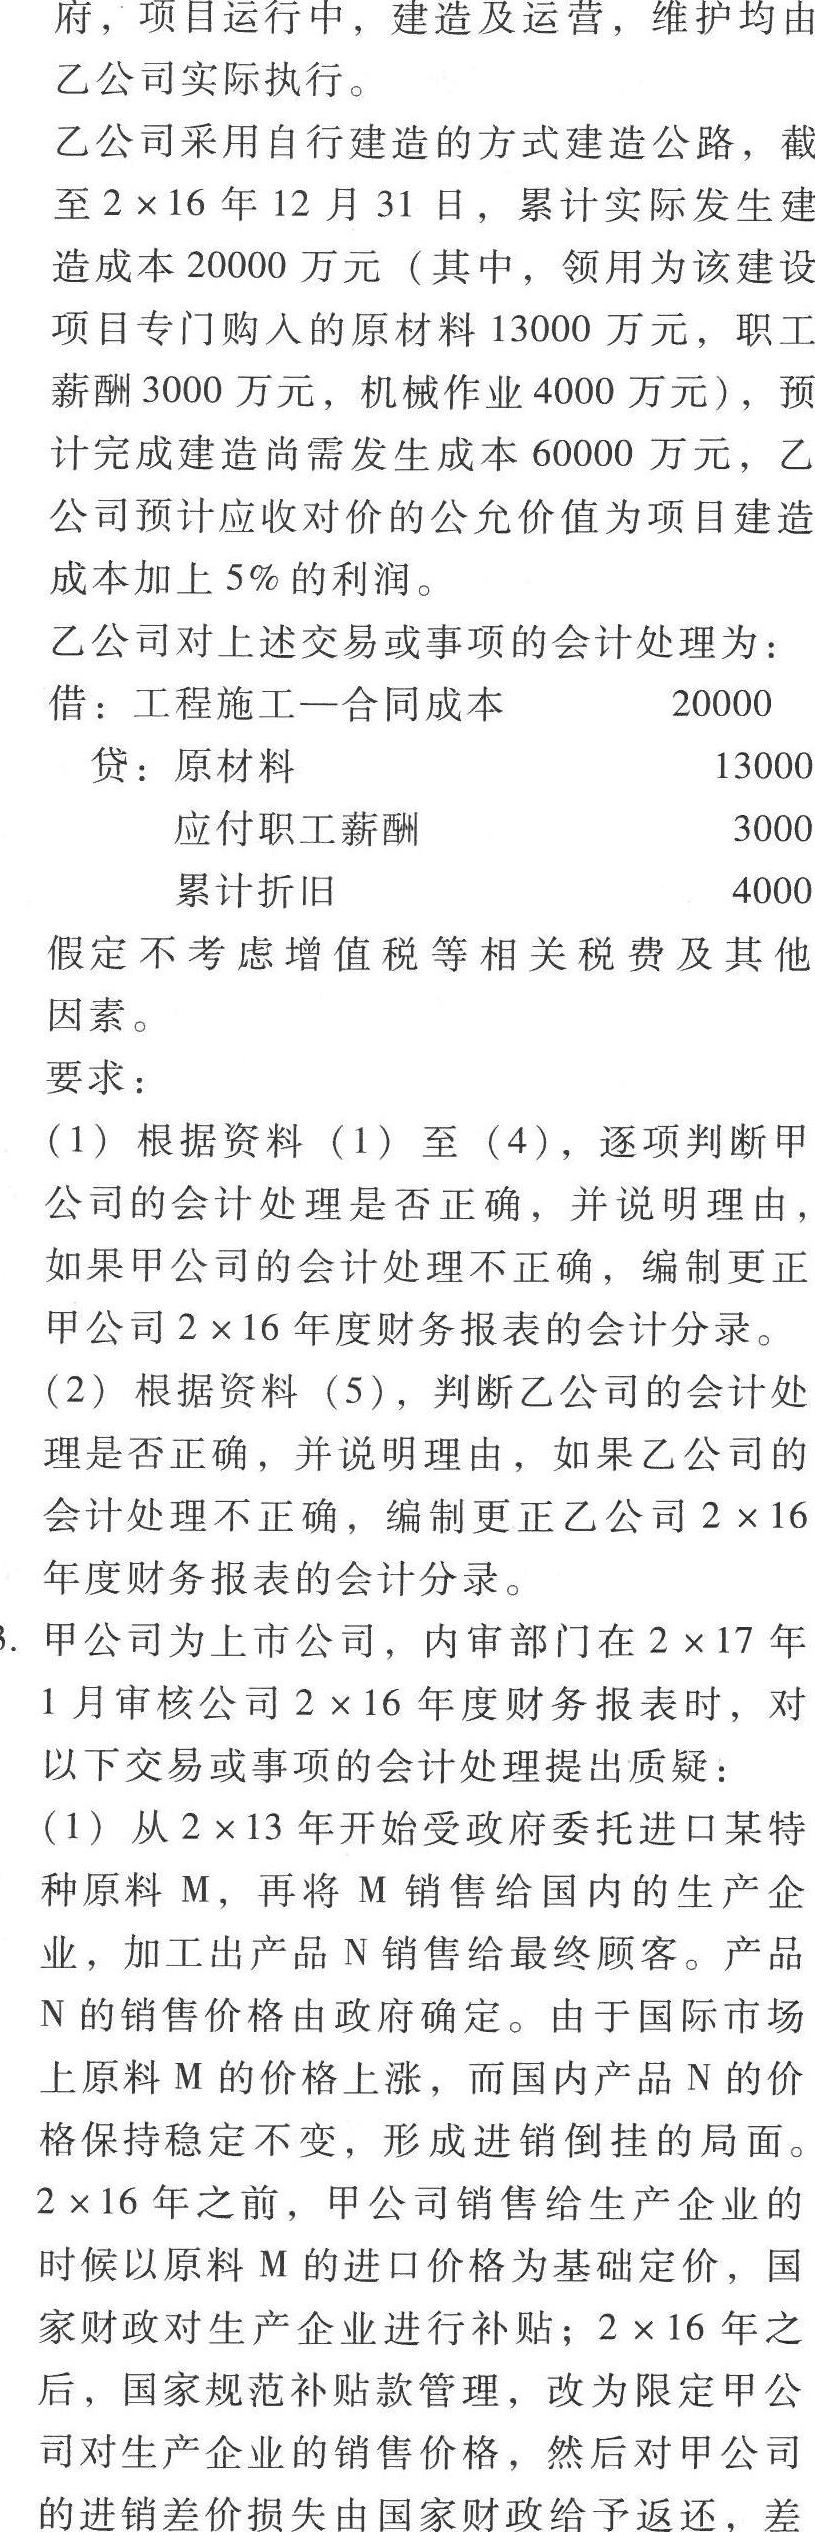 府，项目运行中，建造及运营，维护均由
乙公司实际执行。
乙公司采用自行建造的方式建造公路，截
至 2 × 16 年 12 月 31 日，累计实际发生建
造成本 20000 万元（其中，领用为该建设
项目专门购入的原材料 13000 万元，职工
薪酬 3000 万元，机械作业 4000 万元），预
计完成建造尚需发生成本 60000 万元，乙
公司预计应收对价的公允价值为项目建造
成本加上 5% 的利润。
乙公司对上述交易或事项的会计处理为：
借：工程施工—合同成本 20000
贷：原材料 13000
应付职工薪酬 3000
累计折旧 4000
假定不考虑增值税等相关税费及其他
因素。
要求：
（1）根据资料（1）至（4），逐项判断甲
公司的会计处理是否正确，并说明理由，
如果甲公司的会计处理不正确，编制更正
甲公司 2 × 16 年度财务报表的会计分录。
（2）根据资料（5），判断乙公司的会计处
理是否正确，并说明理由，如果乙公司的
会计处理不正确，编制更正乙公司 2 × 16
年度财务报表的会计分录。
3. 甲公司为上市公司，内审部门在 2 × 17 年
1 月审核公司 2 × 16 年度财务报表时，对
以下交易或事项的会计处理提出质疑：
（1）从 2 × 13 年开始受政府委托进口某特
种原料 M，再将 M 销售给国内的生产企
业，加工出产品 N 销售给最终顾客。产品
N 的销售价格由政府确定。由于国际市场
上原料 M 的价格上涨，而国内产品 N 的价
格保持稳定不变，形成进销倒挂的局面。
2 × 16 年之前，甲公司销售给生产企业的
时候以原料 M 的进口价格为基础定价，国
家财政对生产企业进行补贴；2 × 16 年之
后，国家规范补贴款管理，改为限定甲公
司对生产企业的销售价格，然后对甲公司
的进销差价损失由国家财政给予返还，差